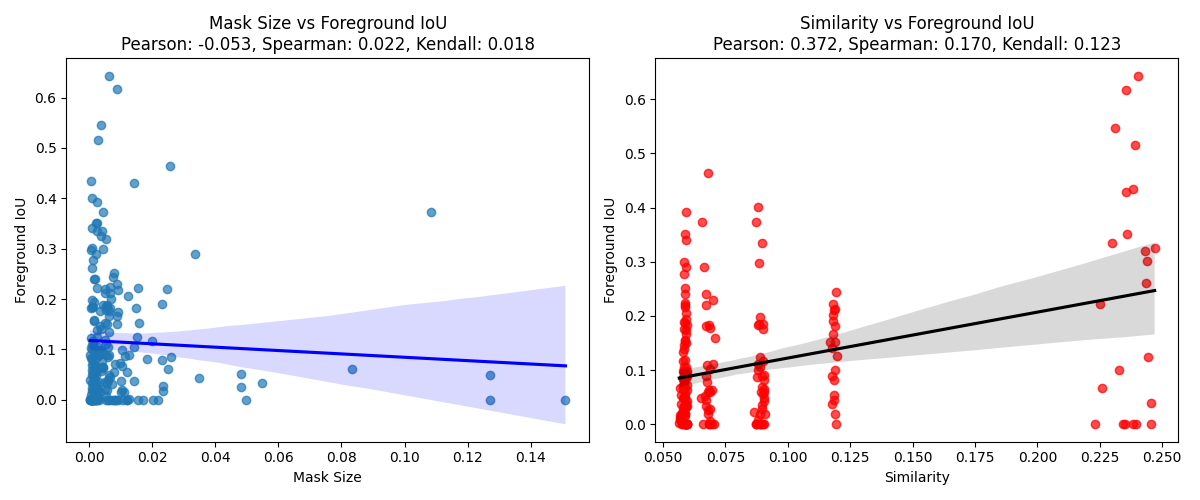 Mask Size vs Foreground IoU
Pearson: -0.053, Spearman: 0.022, Kendall: 0.018
Foreground IoU
0.6
0.5
0.4
0.3
0.2
0.1
0.0
0.00 0.02 0.04 0.06 0.08 0.10 0.12 0.14
Mask Size
Similarity vs Foreground IoU
Pearson: 0.372, Spearman: 0.170, Kendall: 0.123
Foreground IoU
0.6
0.5
0.4
0.3
0.2
0.1
0.0
0.050 0.075 0.100 0.125 0.150 0.175 0.200 0.225 0.250
Similarity